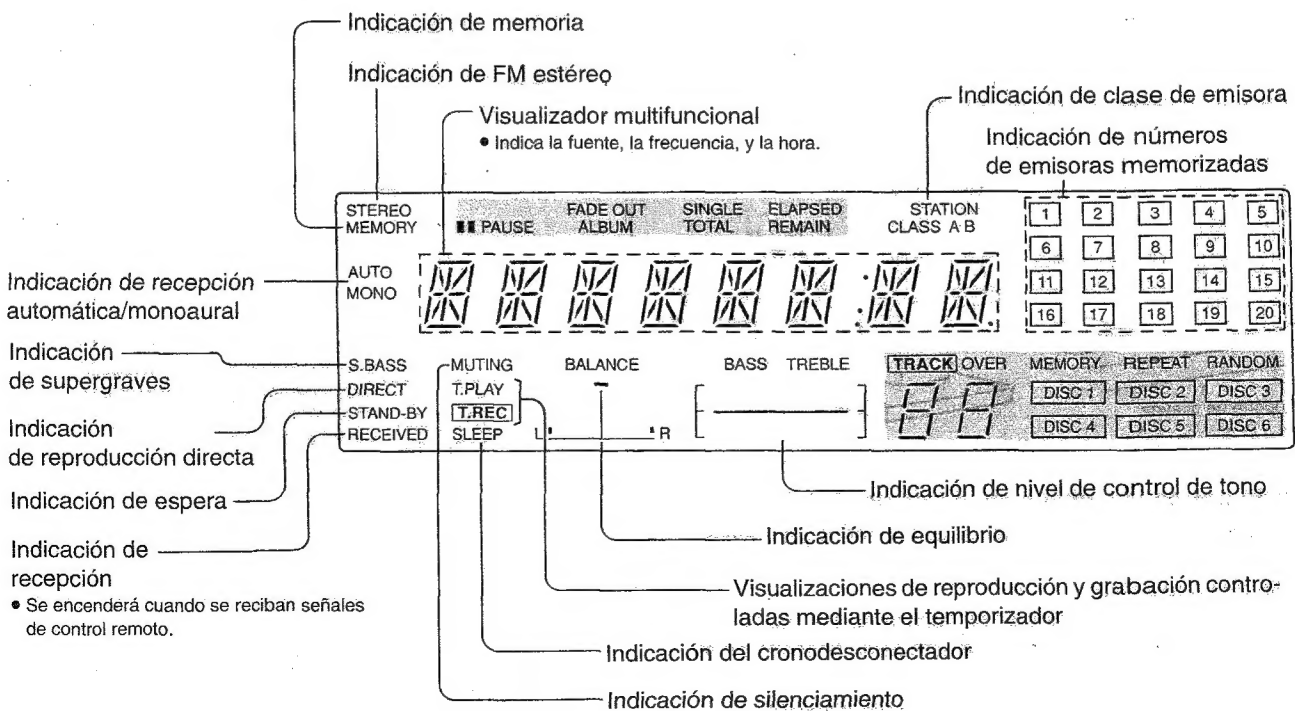 Indicación de memoria
Indicación de FM estéreo
Visualizador multifuncional
• Indica la fuente, la frecuencia, y la hora.
Indicación de clase de emisora
Indicación de números
de emisoras memorizadas
STEREO
MEMORY
PAUSE
FADE OUT
ALBUM
SINGLE
TOTAL
ELAPSED
REMAIN
STATION
CLASS A·B
1 2 3 4 5
6 7 8 9 10
11 12 13 14 15
16 17 18 19 20
AUTO
MONO
Indicación de recepción
automática/monoaural
Indicación
de supergraves
Indicación
de reproducción directa
Indicación de espera
Indicación de
recepción
• Se encenderá cuando se reciban señales
de control remoto.
S.BASS
DIRECT
STAND-BY
RECEIVED
MUTING
T.PLAY
T.REC
SLEEP
BALANCE
L R
BASS TREBLE
TRACK OVER
MEMORY REPEAT RANDOM
DISC 1 DISC 2 DISC 3
DISC 4 DISC 5 DISC 6
Indicación de nivel de control de tono
Indicación de equilibrio
Visualizaciones de reproducción y grabación contro-
ladas mediante el temporizador
Indicación del cronodesconectador
Indicación de silenciamiento